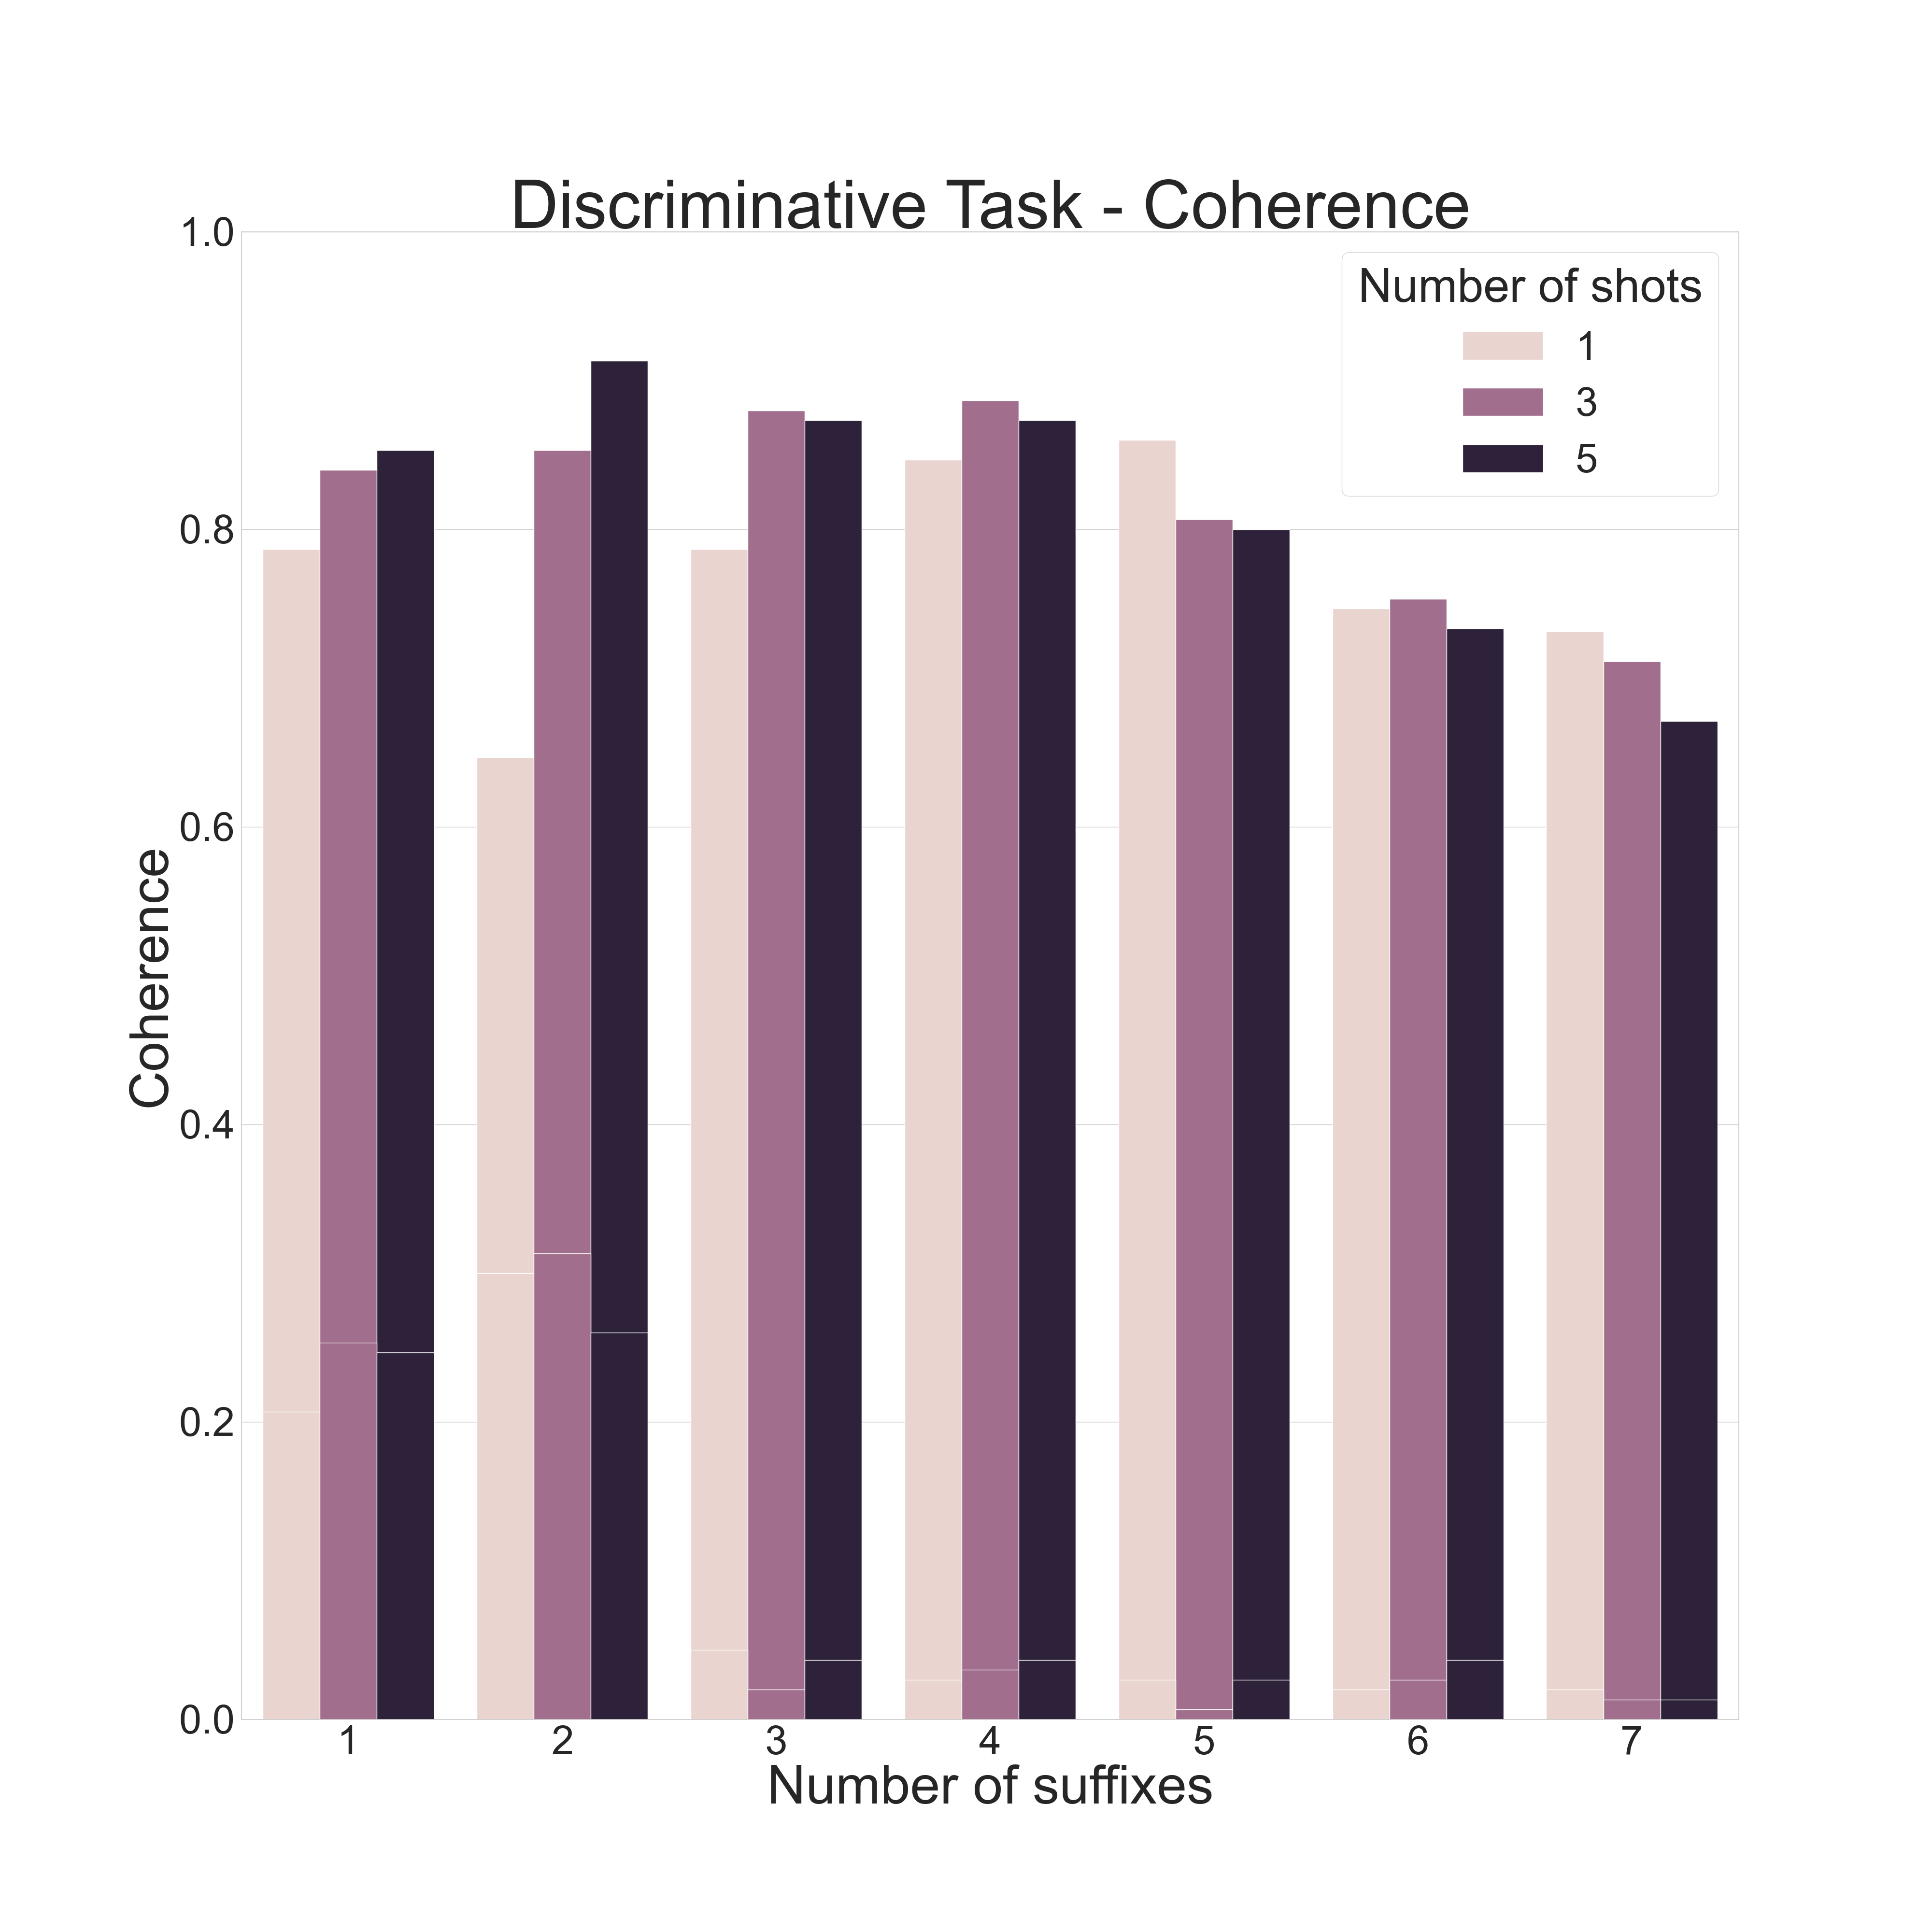 Discriminative Task - Coherence
Number of shots
1
3
5
1.0
0.8
0.6
0.4
0.2
0.0
Coherence
1 2 3 4 5 6 7
Number of suffixes